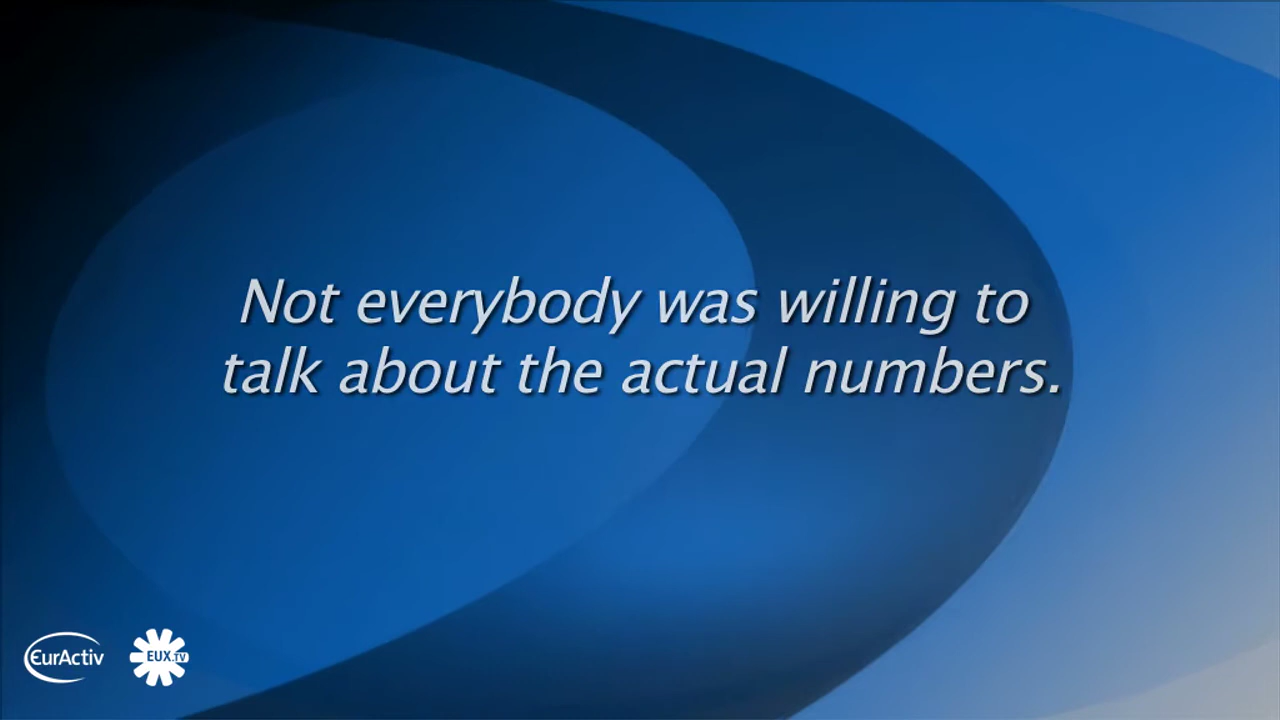 Not everybody was willing to
talk about the actual numbers.
EurActiv
EUX.TV